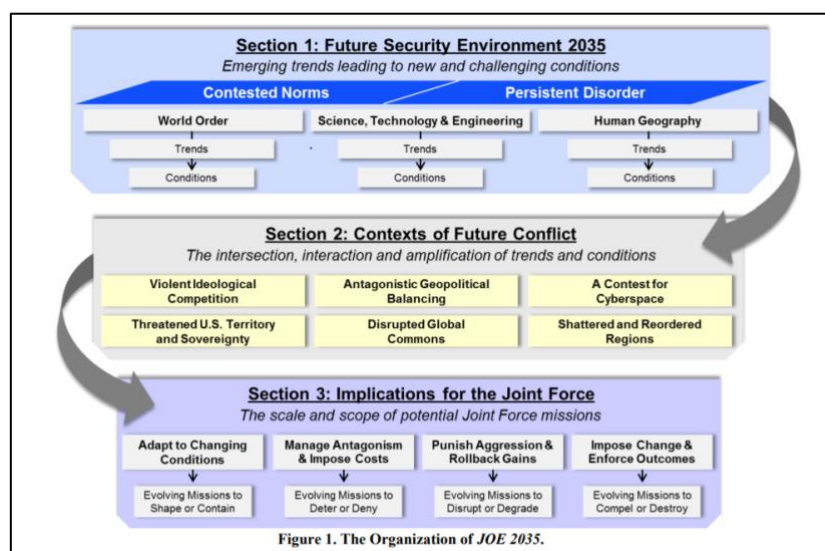 Section 1: Future Security Environment 2035
Emerging trends leading to new and challenging conditions
Contested Norms Persistent Disorder
World Order Science, Technology & Engineering Human Geography
Trends Trends Trends
Conditions Conditions Conditions
Section 2: Contexts of Future Conflict
The intersection, interaction and amplification of trends and conditions
Violent Ideological Antagonistic Geopolitical A Contest for
Competition Balancing Cyberspace
Threatened U.S. Territory Disrupted Global Shattered and Reordered
and Sovereignty Commons Regions
Section 3: Implications for the Joint Force
The scale and scope of potential Joint Force missions
Adapt to Changing Manage Antagonism Punish Aggression & Impose Change &
Conditions & Impose Costs Rollback Gains Enforce Outcomes
Evolving Missions to Evolving Missions to Evolving Missions to Evolving Missions to
Shape or Contain Deter or Deny Disrupt or Degrade Compel or Destroy
Figure 1. The Organization of JOE 2035.